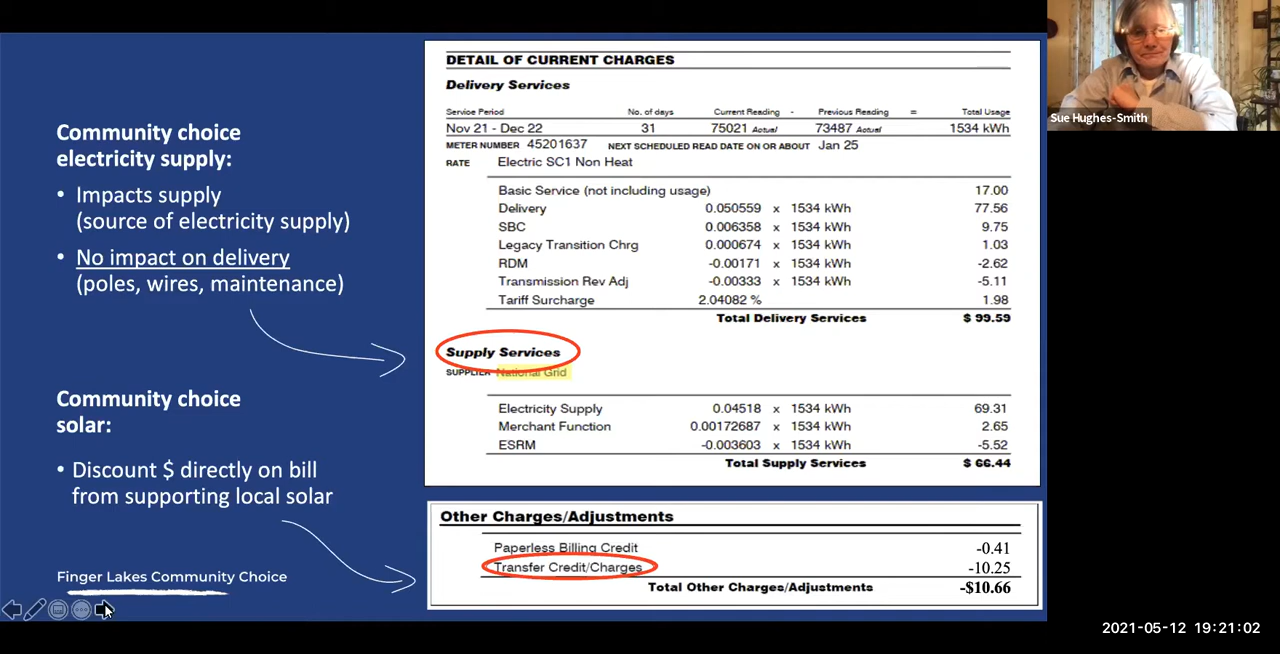 Community choice
electricity supply:
• Impacts supply
(source of electricity supply)
• No impact on delivery
(poles, wires, maintenance)
Community choice
solar:
• Discount $ directly on bill
from supporting local solar
Finger Lakes Community Choice
DETAIL OF CURRENT CHARGES
Delivery Services
Service Period No. of days Current Reading - Previous Reading = Total Usage
Nov 21 - Dec 22 31 75021 Actual 73487 Actual 1534 kWh
METER NUMBER 45201637 NEXT SCHEDULED READ DATE ON OR ABOUT Jan 25
RATE Electric SC1 Non Heat
Basic Service (not including usage) 17.00
Delivery 0.050559 x 1534 kWh 77.56
SBC 0.006358 x 1534 kWh 9.75
Legacy Transition Chrg 0.000674 x 1534 kWh 1.03
RDM -0.00171 x 1534 kWh -2.62
Transmission Rev Adj -0.00333 x 1534 kWh -5.11
Tariff Surcharge 2.04082 % 1.98
Total Delivery Services $ 99.59
Supply Services
SUPPLIER National Grid
Electricity Supply 0.04518 x 1534 kWh 69.31
Merchant Function 0.00172687 x 1534 kWh 2.65
ESRM -0.003603 x 1534 kWh -5.52
Total Supply Services $ 66.44
Other Charges/Adjustments
Paperless Billing Credit -0.41
Transfer Credit/Charges -10.25
Total Other Charges/Adjustments -$10.66
Sue Hughes-Smith
2021-05-12 19:21:02